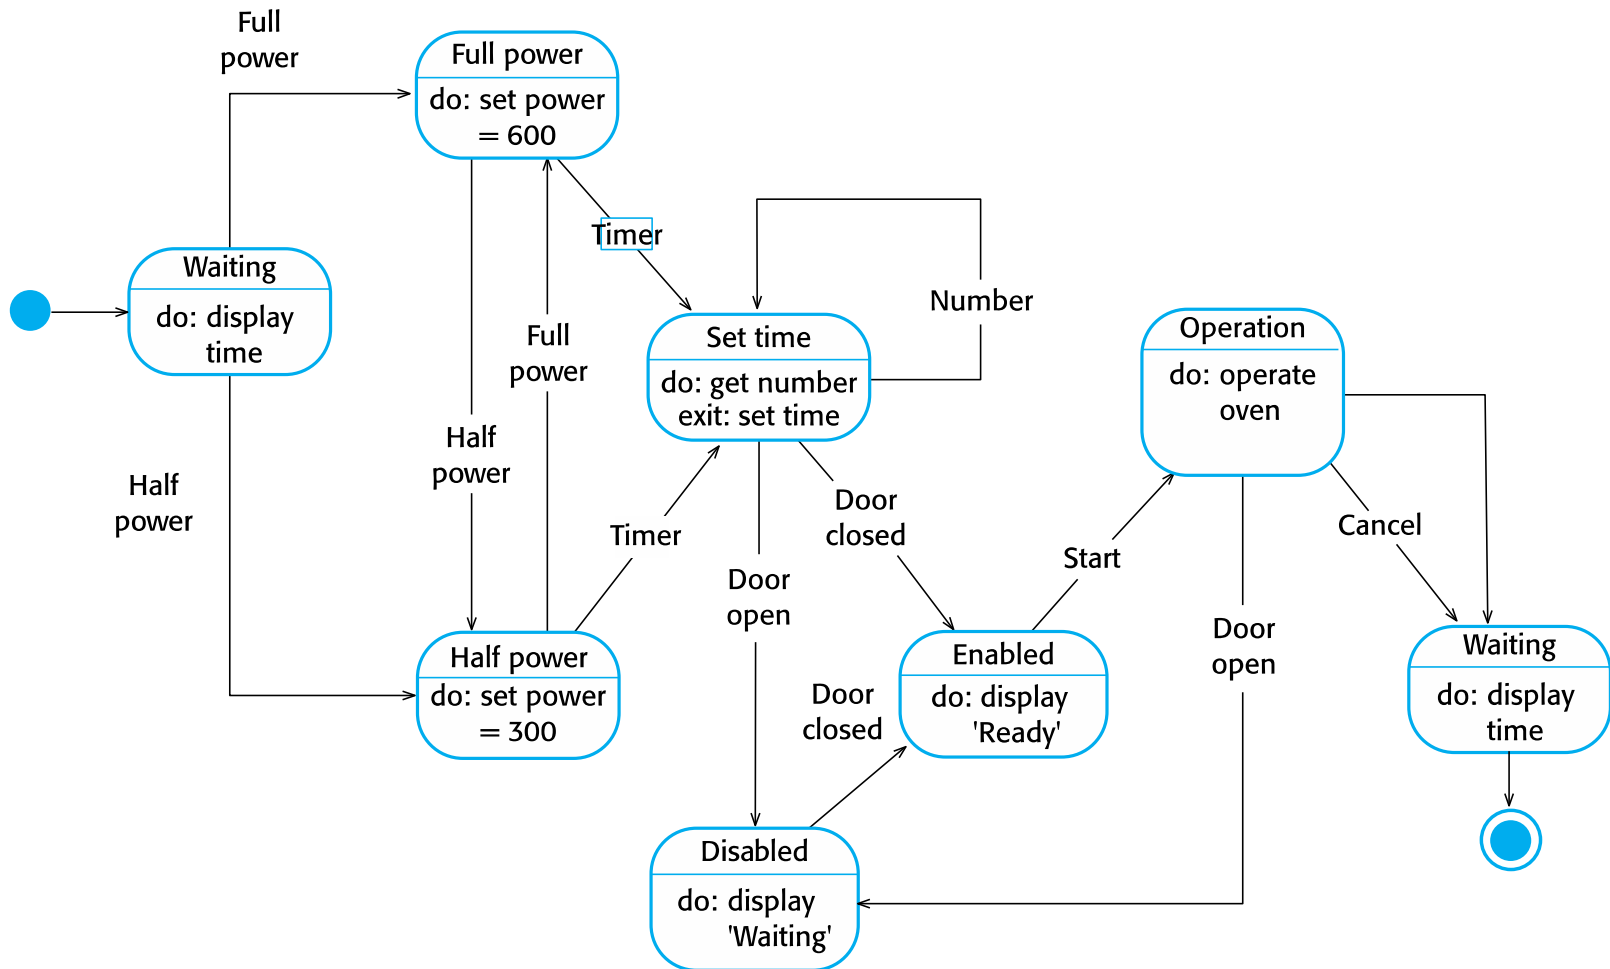 Full
power
Full power
do: set power
= 600
Timer
Waiting
do: display
time
Number
Full
power
Set time
do: get number
exit: set time
Operation
do: operate
oven
Half
power
Half
power
Timer
Door
closed
Door
open
Start
Cancel
Door
open
Half power
do: set power
= 300
Door
closed
Enabled
do: display
'Ready'
Waiting
do: display
time
Disabled
do: display
'Waiting'